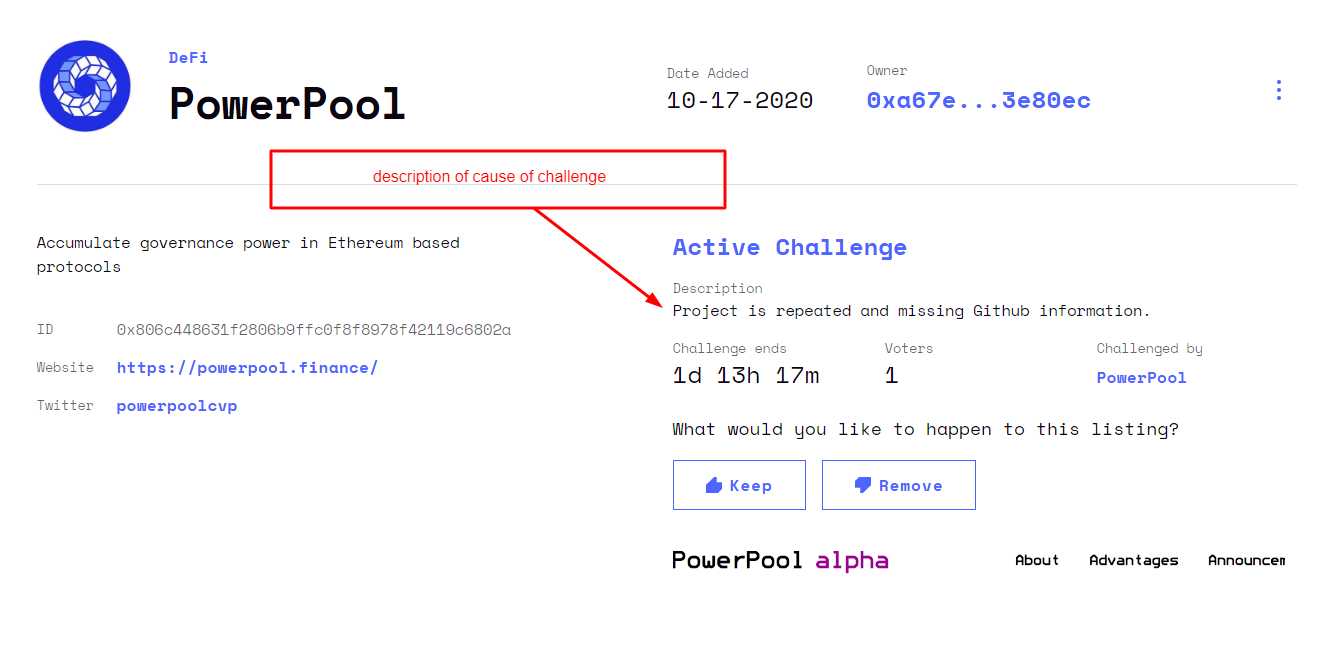 DeFi
PowerPool
Date Added
10-17-2020
Owner
0xa67e...3e80ec
description of cause of challenge
Accumulate governance power in Ethereum based
protocols
ID 0x806c448631f2806b9ffc0f8f8978f42119c6802a
Website https://powerpool.finance/
Twitter powerpoolcvp
Active Challenge
Description
Project is repeated and missing Github information.
Challenge ends Voters Challenged by
1d 13h 17m 1 PowerPool
What would you like to happen to this listing?
Keep Remove
PowerPool alpha About Advantages Announcem